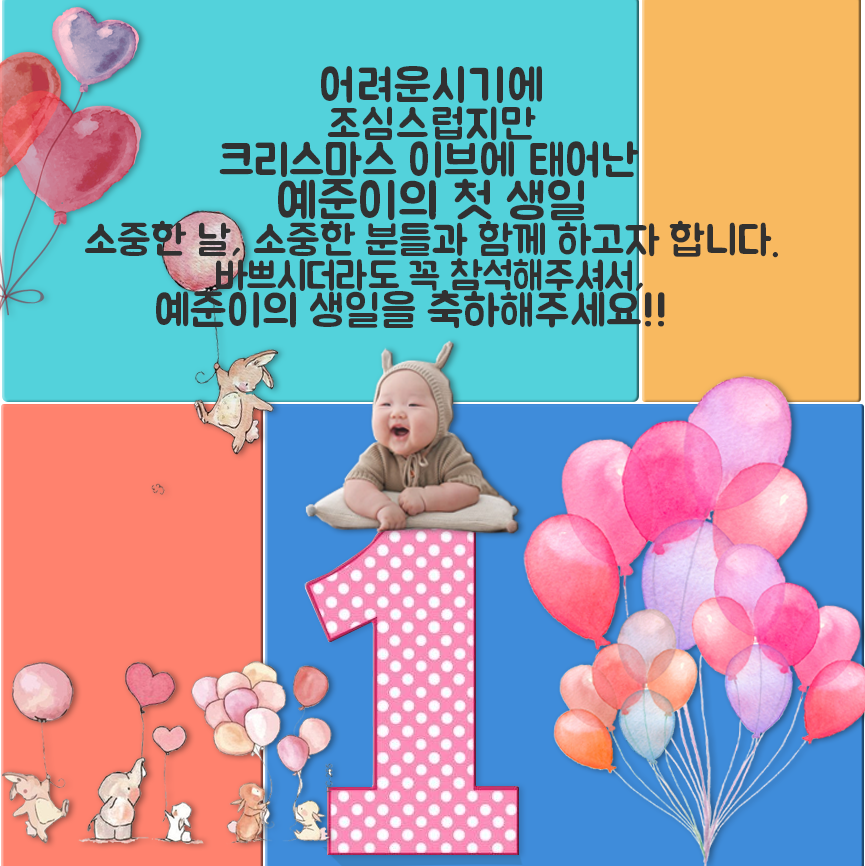 어려운시기에
조심스럽지만
크리스마스 이브에 태어난
예준이의 첫 생일
소중한 날, 소중한 분들과 함께 하고자 합니다.
바쁘시더라도 꼭 참석해주셔서,
예준이의 생일을 축하해주세요!!
1